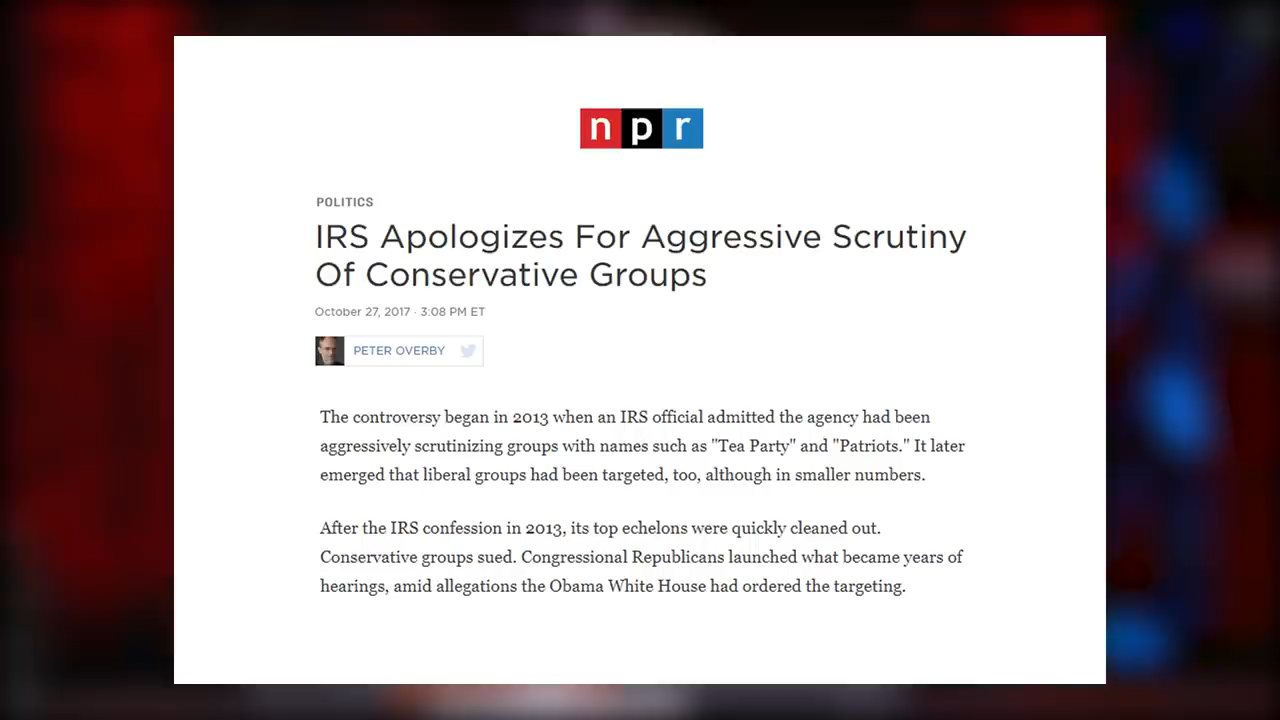 npr
POLITICS
IRS Apologizes For Aggressive Scrutiny
Of Conservative Groups
October 27, 2017 · 3:08 PM ET
PETER OVERBY
The controversy began in 2013 when an IRS official admitted the agency had been
aggressively scrutinizing groups with names such as "Tea Party" and "Patriots." It later
emerged that liberal groups had been targeted, too, although in smaller numbers.
After the IRS confession in 2013, its top echelons were quickly cleaned out.
Conservative groups sued. Congressional Republicans launched what became years of
hearings, amid allegations the Obama White House had ordered the targeting.